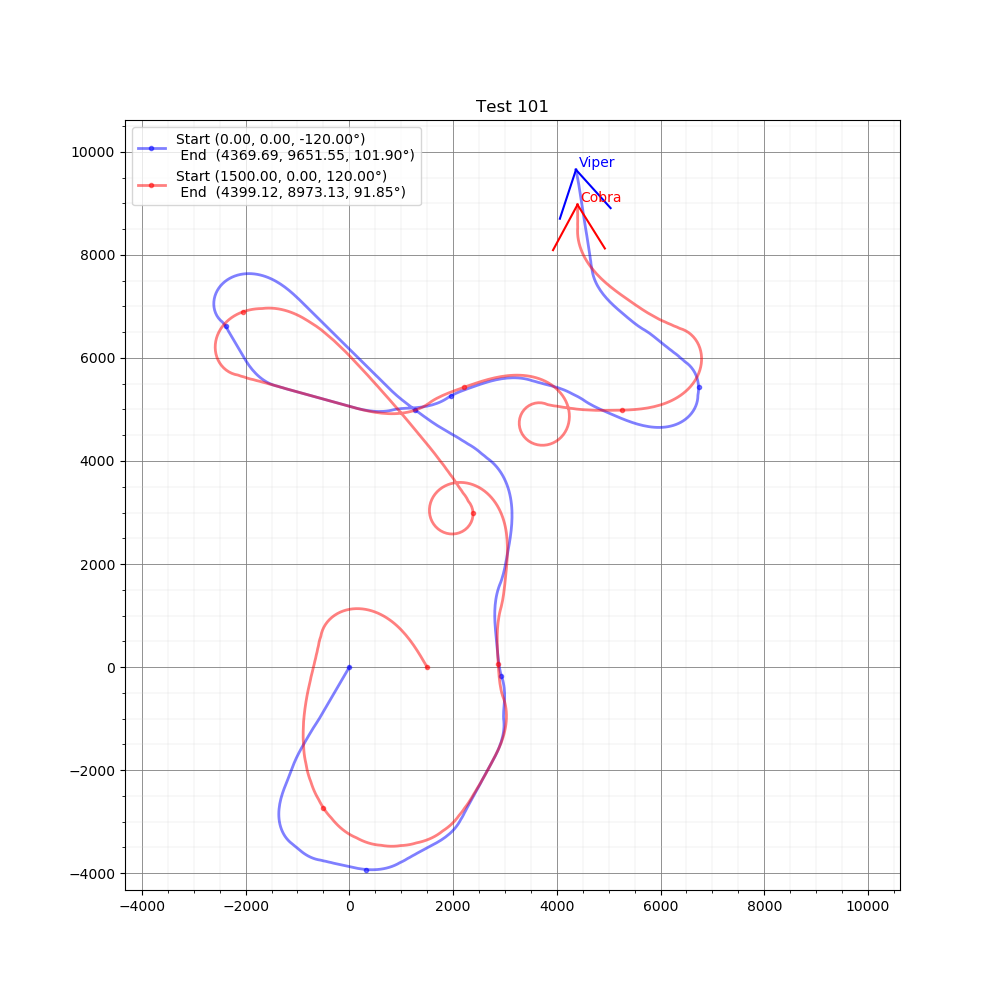 Test 101
Start (0.00, 0.00, -120.00°)
End (4369.69, 9651.55, 101.90°)
Start (1500.00, 0.00, 120.00°)
End (4399.12, 8973.13, 91.85°)
Viper
Cobra
10000
8000
6000
4000
2000
0
−2000
−4000
−4000 −2000 0 2000 4000 6000 8000 10000